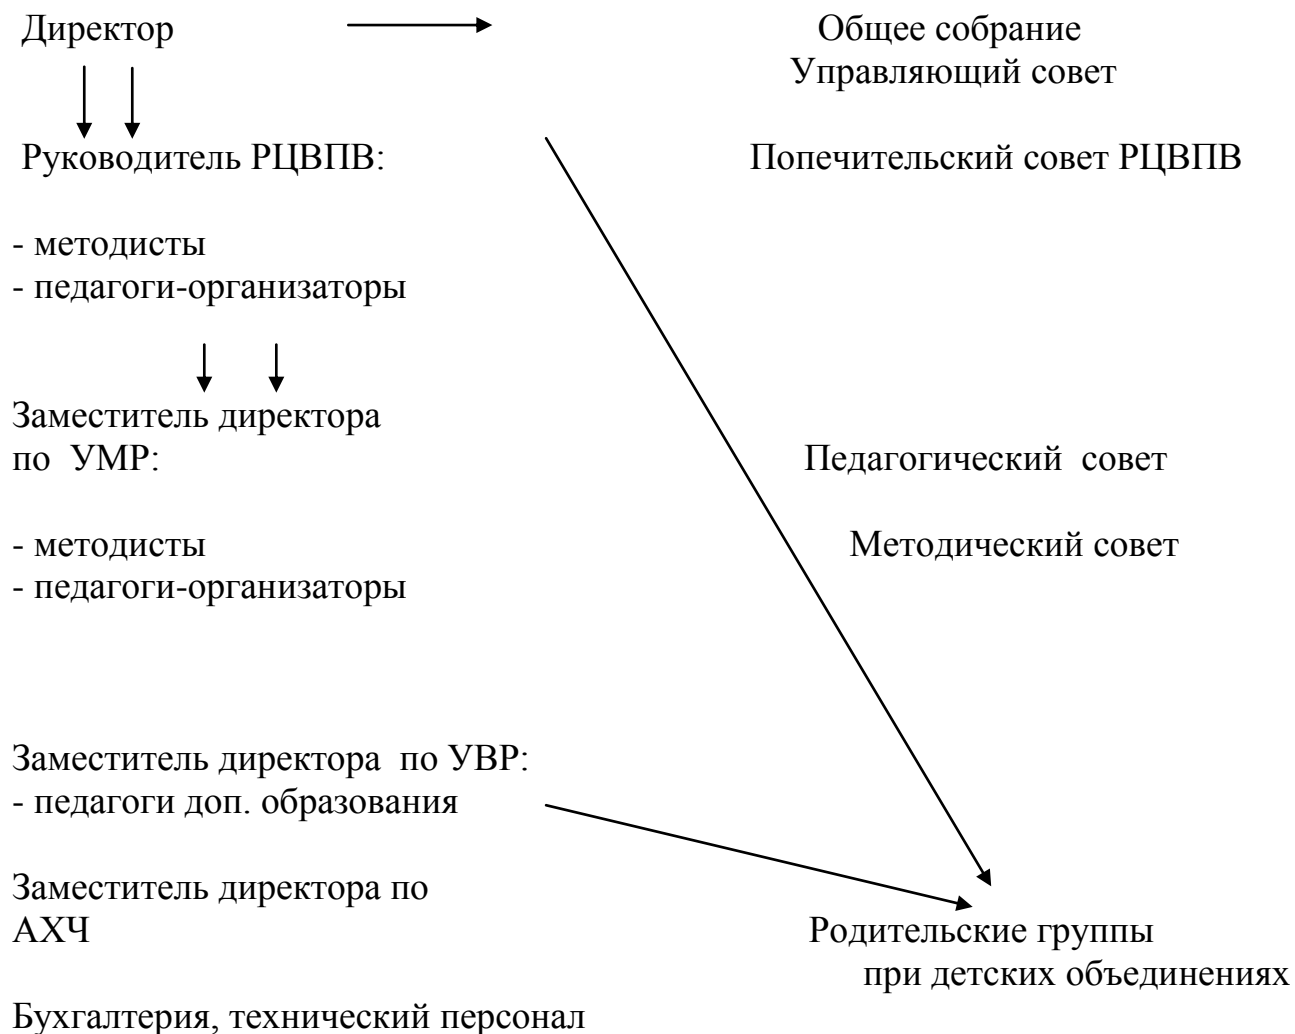 Директор Общее собрание
Управляющий совет
Руководитель РЦВПВ: Попечительский совет РЦВПВ
- методисты
- педагоги-организаторы
Заместитель директора
по УМР: Педагогический совет
- методисты Методический совет
- педагоги-организаторы
Заместитель директора по УВР:
- педагоги доп. образования
Заместитель директора по
АХЧ Родительские группы
при детских объединениях
Бухгалтерия, технический персонал